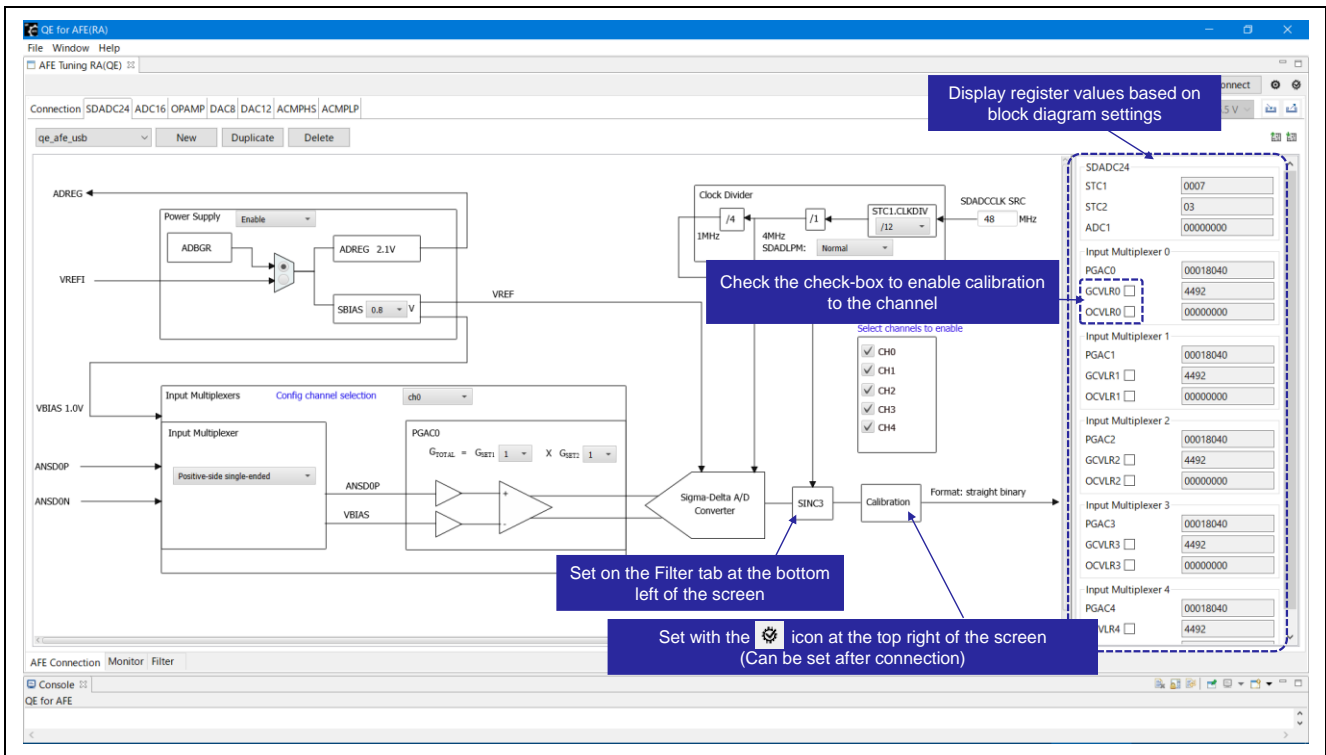 QE for AFE(RA)
File Window Help
AFE Tuning RA(QE)
Connection SDADC24 ADC16 OPAMP DAC8 DAC12 ACMPHS ACMPLP
qe_afe_usb New Duplicate Delete
Display register values based on
block diagram settings
ADREG
Power Supply Enable
ADBGR
ADREG 2.1V
VREFI
SBIAS 0.8 V
VREF
Clock Divider
/4
/1
STC1.CLKDIV
/12
SDADCCLK SRC
48 MHz
1MHz
4MHz
SDADLPM: Normal
Check the check-box to enable calibration
to the channel
Select channels to enable
CH0
CH1
CH2
CH3
CH4
VBIAS 1.0V
Input Multiplexers Config channel selection ch0
Input Multiplexer
Positive-side single-ended
PGAC0
GTOTAL = GSET1 1 X GSET2 1
ANSD0P
ANSD0N
ANSD0P
VBIAS
+
-
Sigma-Delta A/D
Converter
SINC3
Calibration
Format: straight binary
Set on the Filter tab at the bottom
left of the screen
Set with the icon at the top right of the screen
(Can be set after connection)
SDADC24
STC1 0007
STC2 03
ADC1 00000000
Input Multiplexer 0
PGAC0 00018040
GCVLR0 4492
OCVLR0 00000000
Input Multiplexer 1
PGAC1 00018040
GCVLR1 4492
OCVLR1 00000000
Input Multiplexer 2
PGAC2 00018040
GCVLR2 4492
OCVLR2 00000000
Input Multiplexer 3
PGAC3 00018040
GCVLR3 4492
OCVLR3 00000000
Input Multiplexer 4
PGAC4 00018040
VLR4 4492
AFE Connection Monitor Filter
Console
QE for AFE